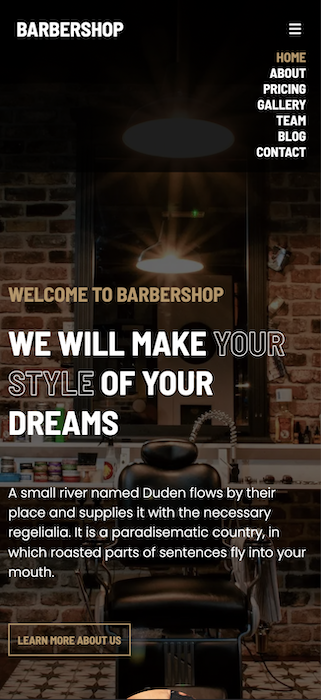 BARBERSHOP
HOME
ABOUT
PRICING
GALLERY
TEAM
BLOG
CONTACT
WELCOME TO BARBERSHOP
WE WILL MAKE YOUR
STYLE OF YOUR
DREAMS
A small river named Duden flows by their
place and supplies it with the necessary
regelialia. It is a paradisematic country, in
which roasted parts of sentences fly into your
mouth.
LEARN MORE ABOUT US